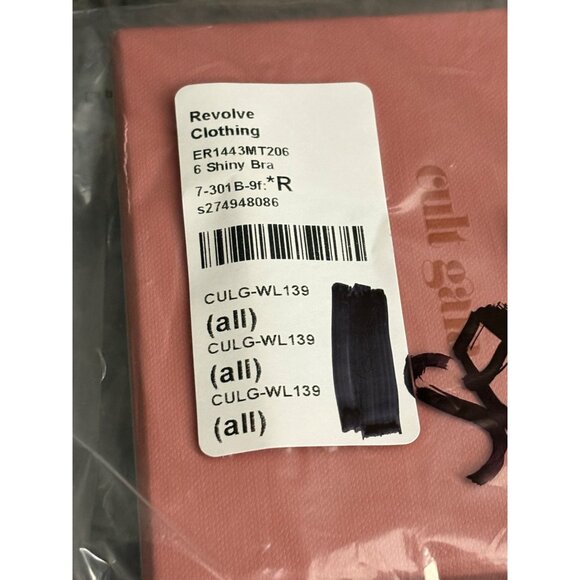 Revolve
Clothing
ER1443MT206
6 Shiny Bra
7-301B-9f:*R
s274948086
CULG-WL139
(all)
CULG-WL139
(all)
CULG-WL139
(all)
cult gai